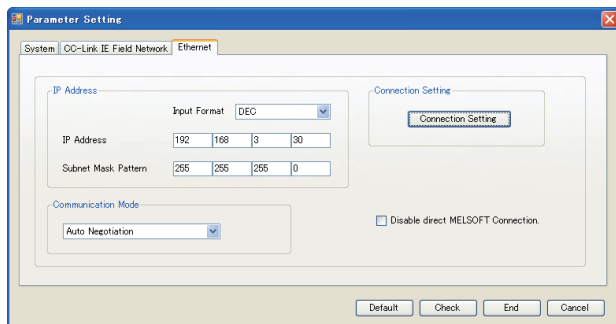 Parameter Setting
System CC-Link IE Field Network Ethernet
IP Address
Input Format DEC
IP Address 192 168 3 30
Subnet Mask Pattern 255 255 255 0
Connection Setting
Connection Setting
Communication Mode
Auto Negotiation
Disable direct MELSOFT Connection.
Default Check End Cancel